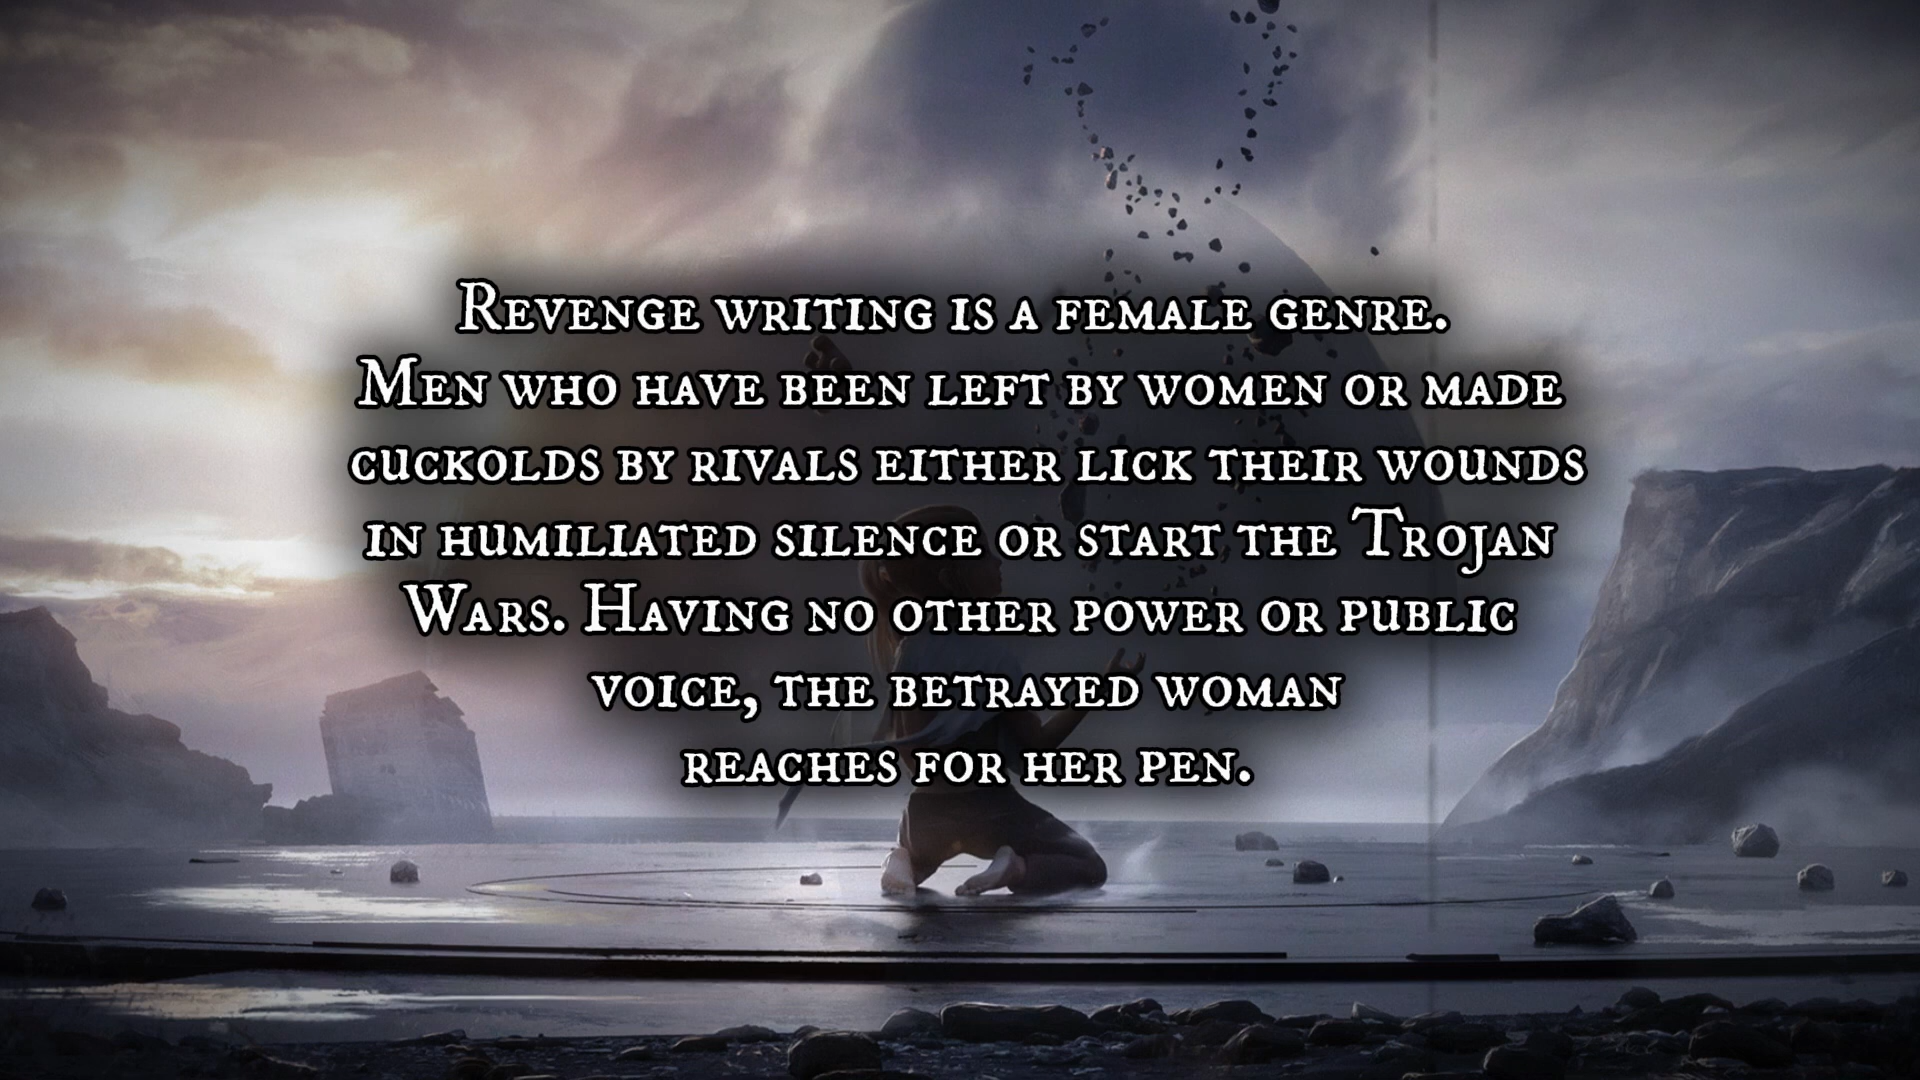 Revenge writing is a female genre.
Men who have been left by women or made
cuckolds by rivals either lick their wounds
in humiliated silence or start the Trojan
Wars. Having no other power or public
voice, the betrayed woman
reaches for her pen.